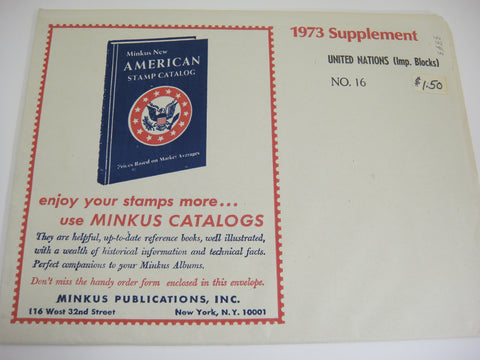 1973 Supplement
UNITED NATIONS (Imp. Blocks)
NO. 16
$1.50
Minkus New
AMERICAN
STAMP CATALOG
Prices Based on Market Averages
enjoy your stamps more...
use MINKUS CATALOGS
They are helpful, up-to-date reference books, well illustrated,
with a wealth of historical information and technical facts.
Perfect companions to your Minkus Albums.
Don't miss the handy order form enclosed in this envelope.
MINKUS PUBLICATIONS, INC.
116 West 32nd Street New York, N.Y. 10001